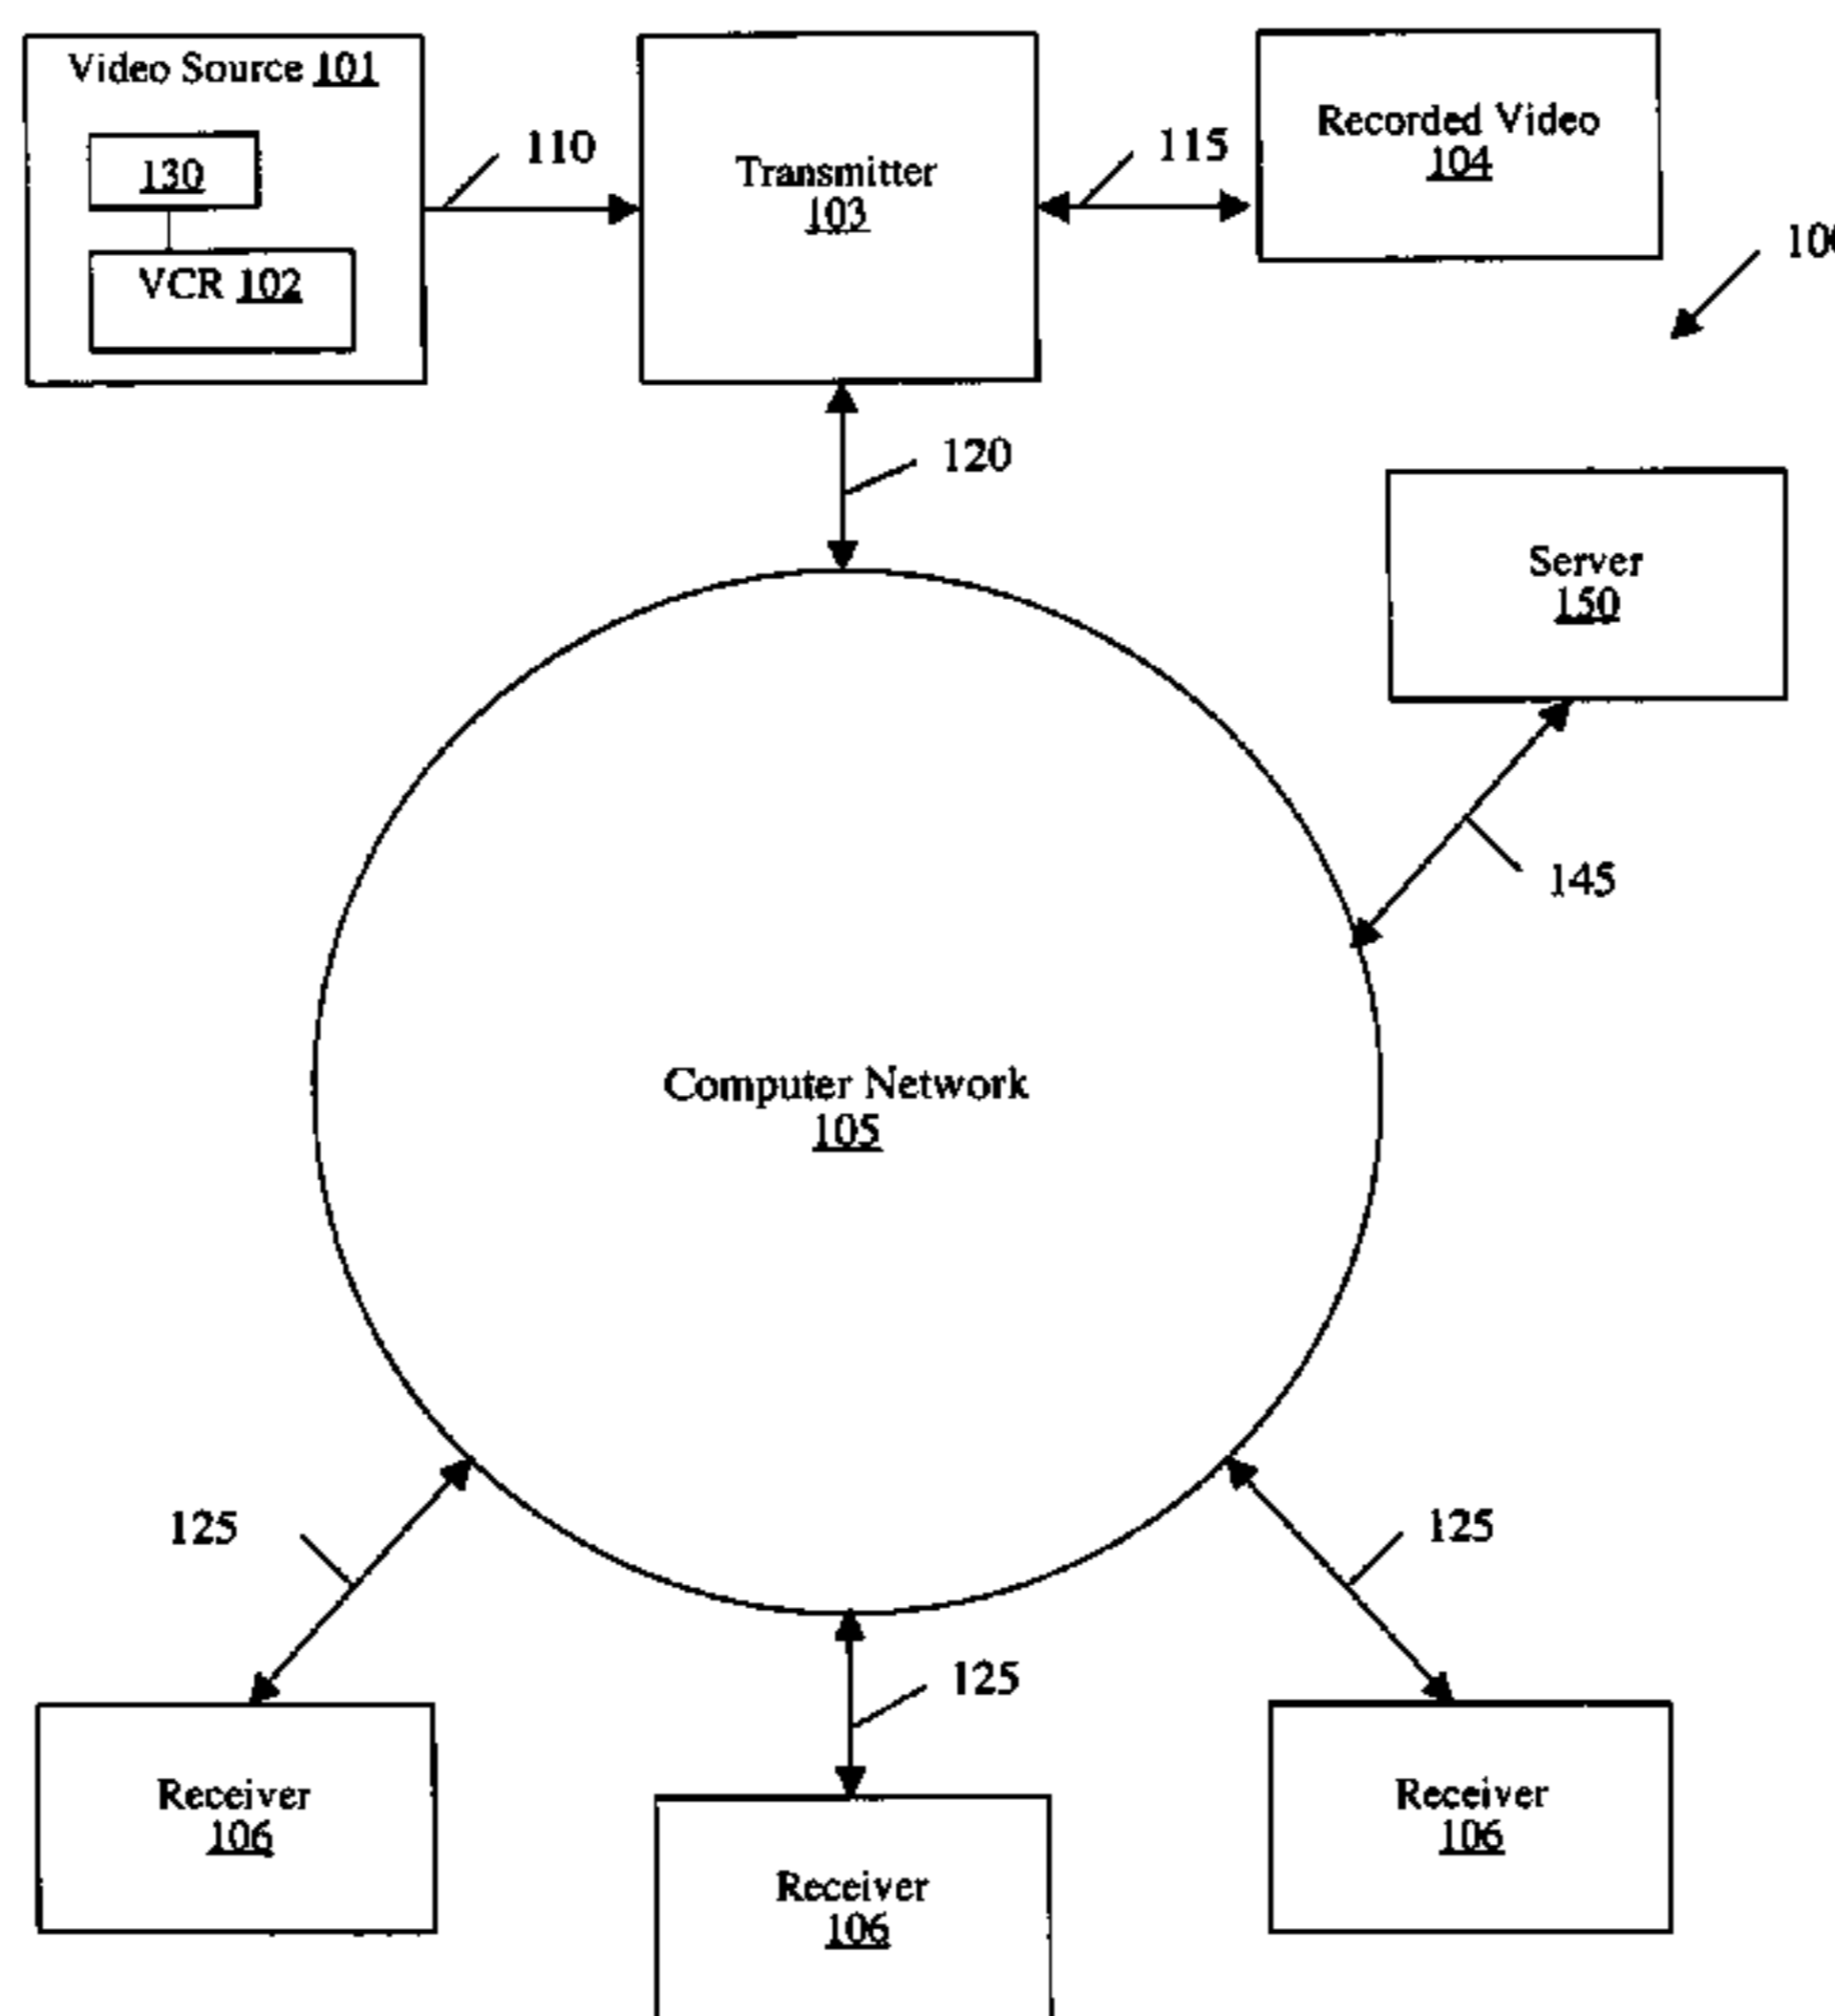 Video Source 101
130
VCR 102
110
Transmitter
103
115
Recorded Video
104
120
Server
150
145
Computer Network
105
125
125
125
Receiver
106
Receiver
106
Receiver
106